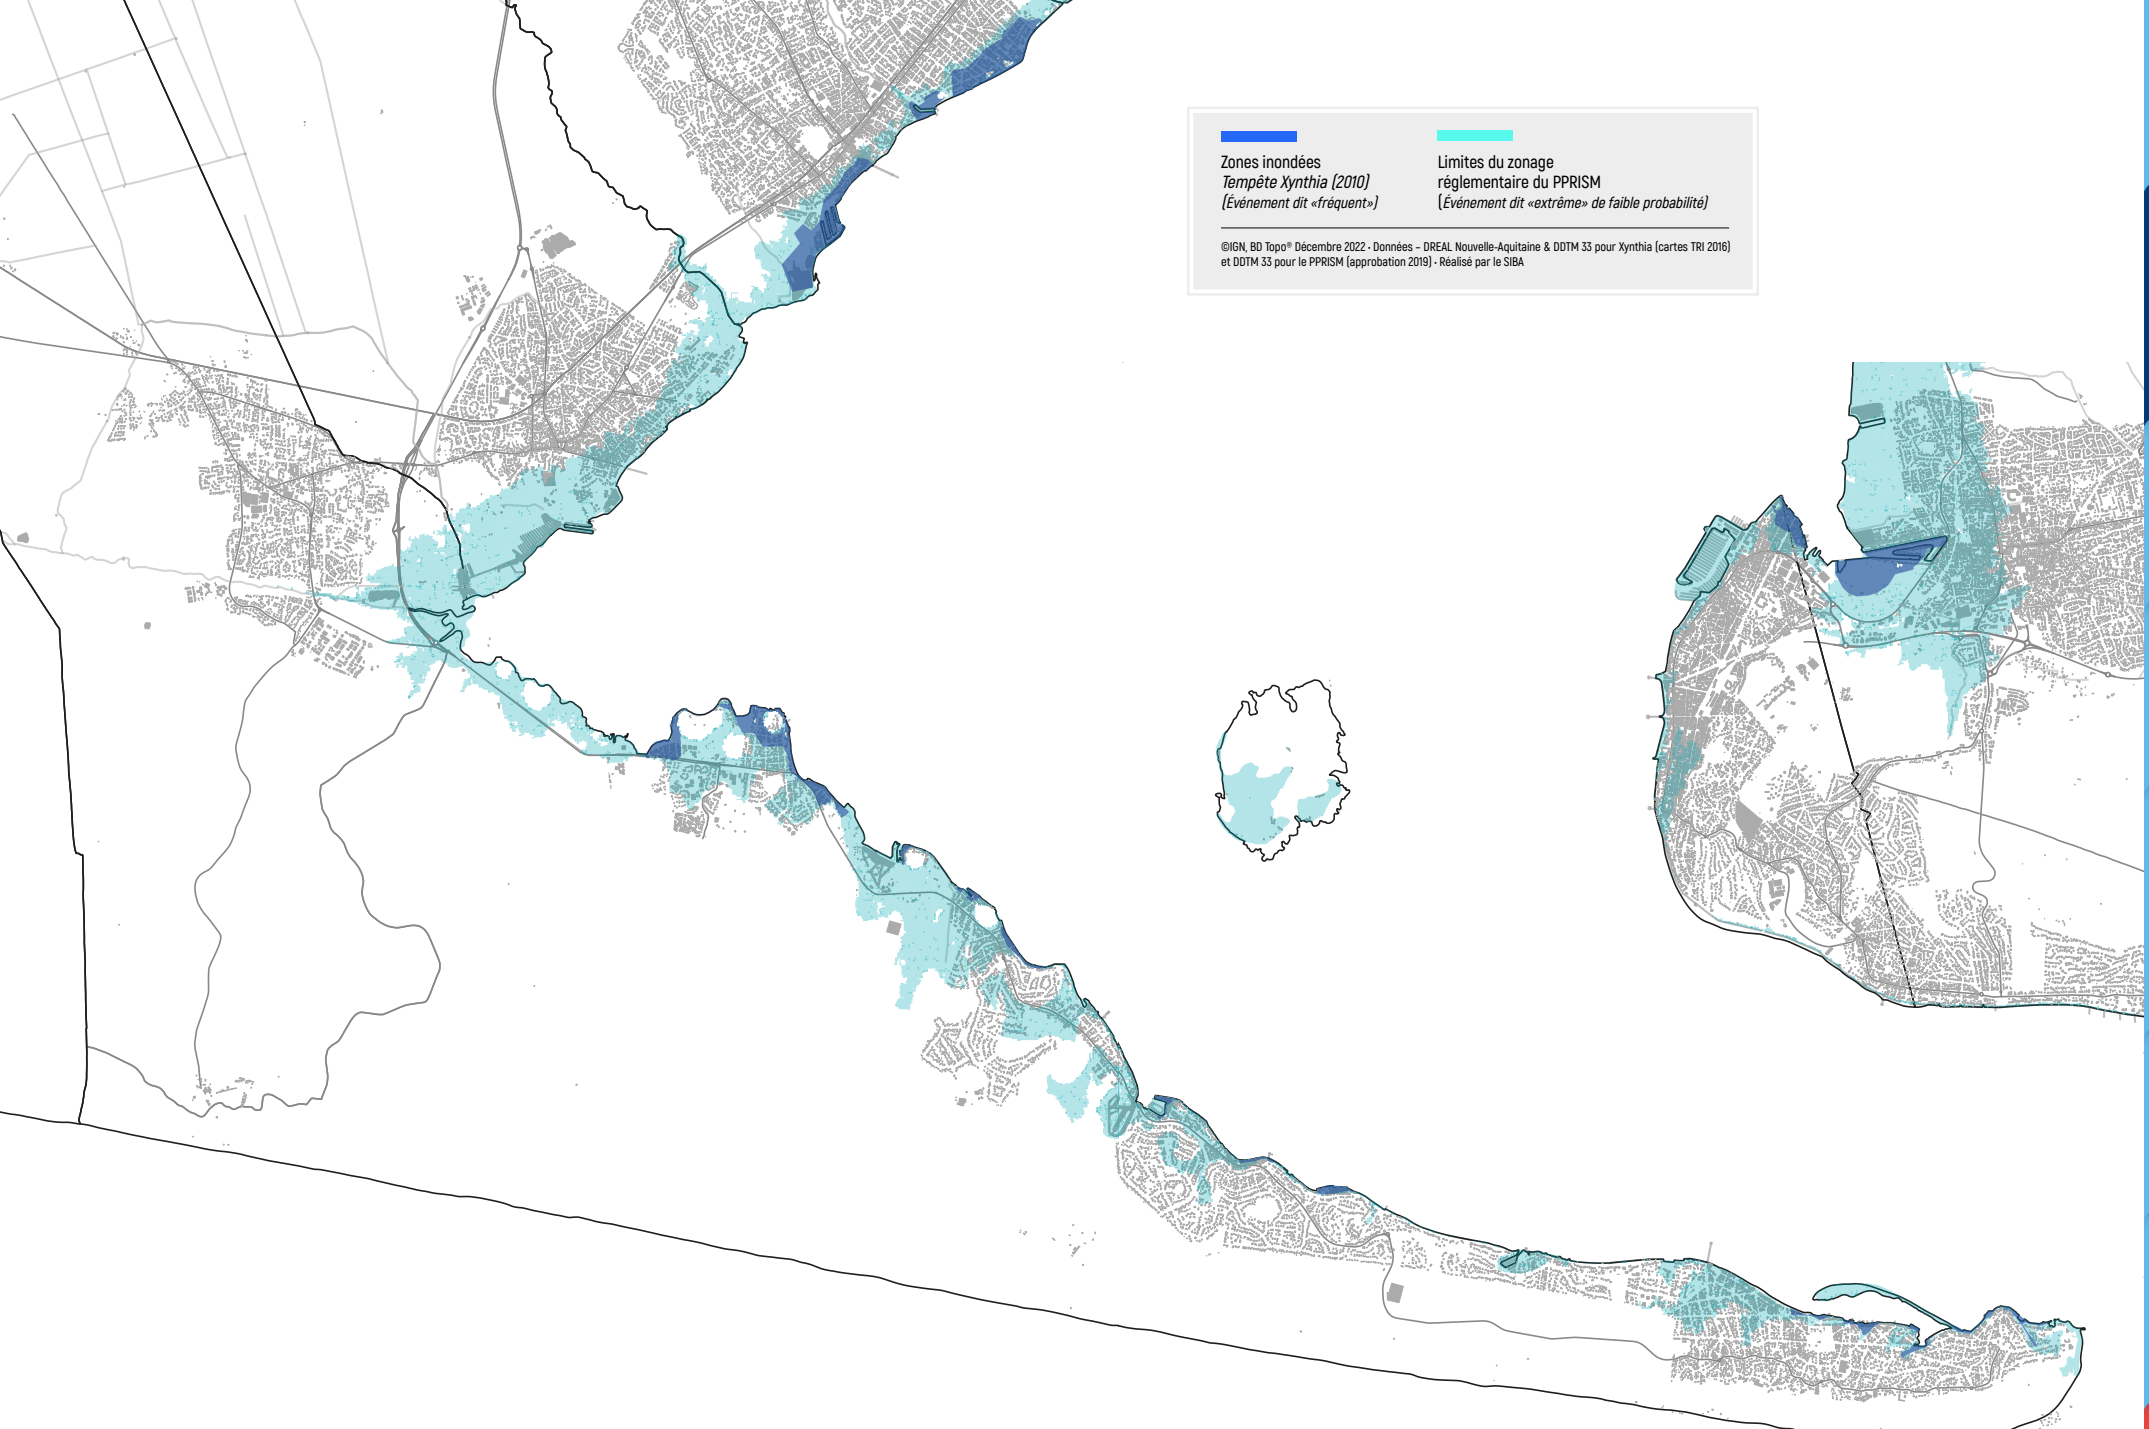 Zones inondées
Tempête Xynthia (2010)
(Événement dit «fréquent»)
Limites du zonage
réglementaire du PPRISM
(Événement dit «extrême» de faible probabilité)
©IGN, BD Topo® Décembre 2022 • Données – DREAL Nouvelle-Aquitaine & DDTM 33 pour Xynthia (cartes TRI 2016)
et DDTM 33 pour le PPRISM (approbation 2019) • Réalisé par le SIBA